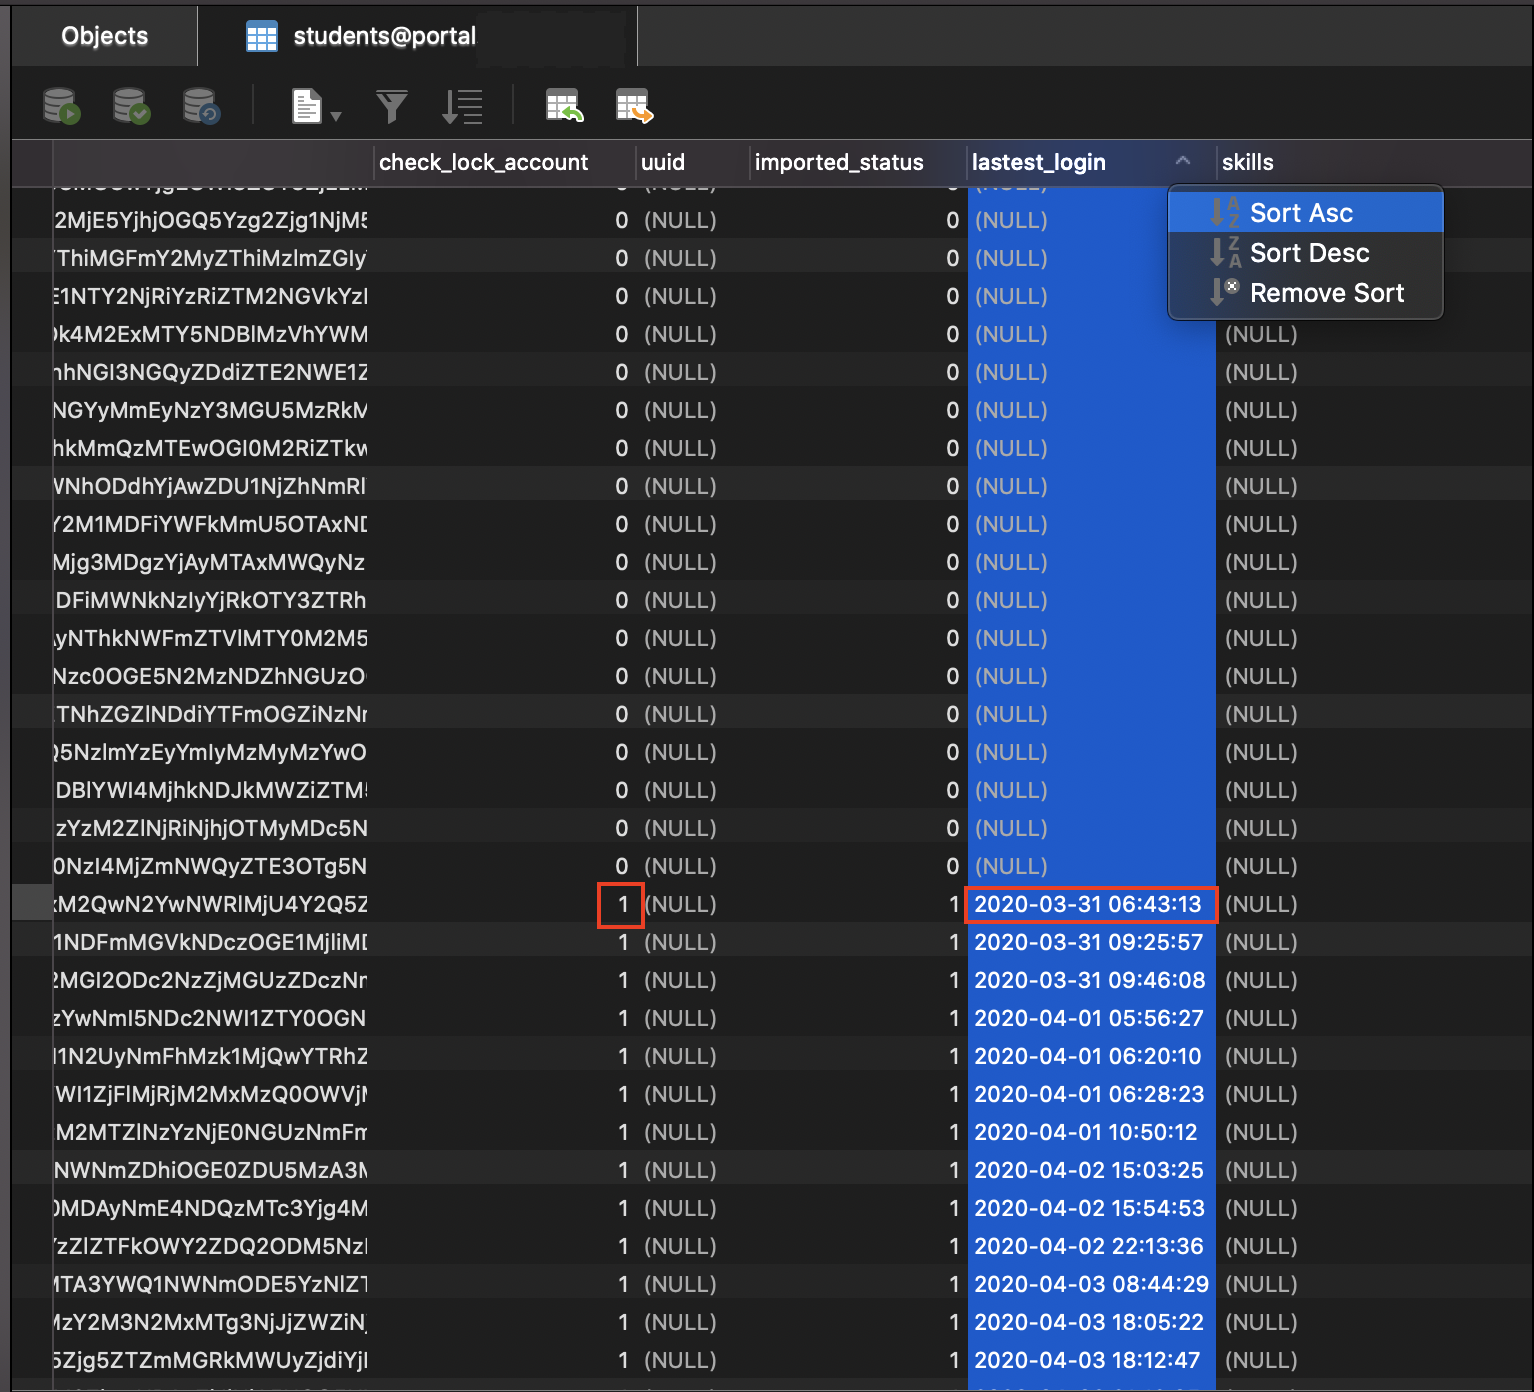 Objects
students@portal
check_lock_account uuid imported_status lastest_login skills
Sort Asc
Sort Desc
Remove Sort
2MjE5YjhjOGQ5Yzg2Zjg1NjM5 0 (NULL) 0 (NULL)
ThiMGFmY2MyZThiMzlmZGIy 0 (NULL) 0 (NULL)
E1NTY2NjRiYzRiZTM2NGVkYz 0 (NULL) 0 (NULL)
k4M2ExMTY5NDBlMzVhYWM 0 (NULL) 0 (NULL) (NULL)
hNGI3NGQyZDdiZTE2NWE1Z 0 (NULL) 0 (NULL) (NULL)
NGYyMmEyNzY3MGU5MzRkM 0 (NULL) 0 (NULL) (NULL)
hkMmQzMTEwOGI0M2RiZTkw 0 (NULL) 0 (NULL) (NULL)
VNhODdhYjAwZDU1NjZhNmRl 0 (NULL) 0 (NULL) (NULL)
Y2M1MDFiYWFkMmU5OTAxND 0 (NULL) 0 (NULL) (NULL)
Mjg3MDgzYjAyMTAxMWQyNz 0 (NULL) 0 (NULL) (NULL)
DFiMWNkNzIyYjRkOTY3ZTRh 0 (NULL) 0 (NULL) (NULL)
yNThkNWFmZTVlMTY0M2M5 0 (NULL) 0 (NULL) (NULL)
Nzc0OGE5N2MzNDZhNGUzO 0 (NULL) 0 (NULL) (NULL)
TNhZGZlNDdiYTFmOGZiNzN 0 (NULL) 0 (NULL) (NULL)
5NzlmYzEyYmIyMzMyMzYwO 0 (NULL) 0 (NULL) (NULL)
DBlYWI4MjhkNDJkMWZiZTM 0 (NULL) 0 (NULL) (NULL)
zYzM2ZlNjRiNjhjOTMyMDc5N 0 (NULL) 0 (NULL) (NULL)
0NzI4MjZmNWQyZTE3OTg5N 0 (NULL) 0 (NULL) (NULL)
M2QwN2YwNWRlMjU4Y2Q5Z 1 (NULL) 1 2020-03-31 06:43:13 (NULL)
1NDFmMGVkNDczOGE1MjliMD 1 (NULL) 1 2020-03-31 09:25:57 (NULL)
2MGI2ODc2NzZjMGUzZDczN 1 (NULL) 1 2020-03-31 09:46:08 (NULL)
zYwNmI5NDc2NWI1ZTY0OGN 1 (NULL) 1 2020-04-01 05:56:27 (NULL)
1N2UyNmFhMzk1MjQwYTRhZ 1 (NULL) 1 2020-04-01 06:20:10 (NULL)
WI1ZjFlMjRjM2MxMzQ0OWVj 1 (NULL) 1 2020-04-01 06:28:23 (NULL)
M2MTZlNzYzNjE0NGUzNmFm 1 (NULL) 1 2020-04-01 10:50:12 (NULL)
NWNmZDhiOGE0ZDU5MzA3M 1 (NULL) 1 2020-04-02 15:03:25 (NULL)
MDAyNmE4NDQzMTc3Yjg4M 1 (NULL) 1 2020-04-02 15:54:53 (NULL)
zZlZTFkOWY2ZDQ2ODM5Nz 1 (NULL) 1 2020-04-02 22:13:36 (NULL)
TA3YWQ1NWNmODE5YzNlZT 1 (NULL) 1 2020-04-03 08:44:29 (NULL)
zY2M3N2MxMTg3NjJjZWZiN 1 (NULL) 1 2020-04-03 18:05:22 (NULL)
5Zjg5ZTZmMGRkMWUyZjdiYj 1 (NULL) 1 2020-04-03 18:12:47 (NULL)